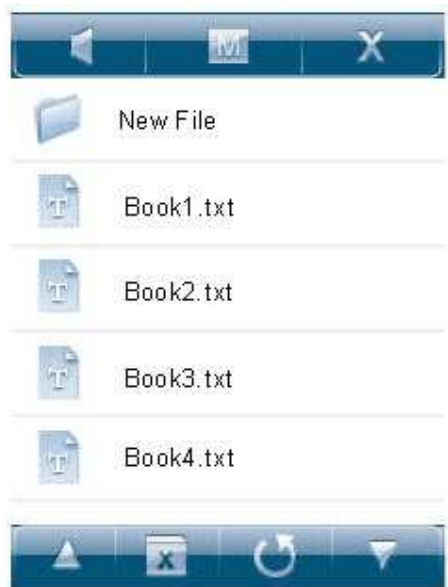 M X
New File
T Book1.txt
T Book2.txt
T Book3.txt
T Book4.txt
x